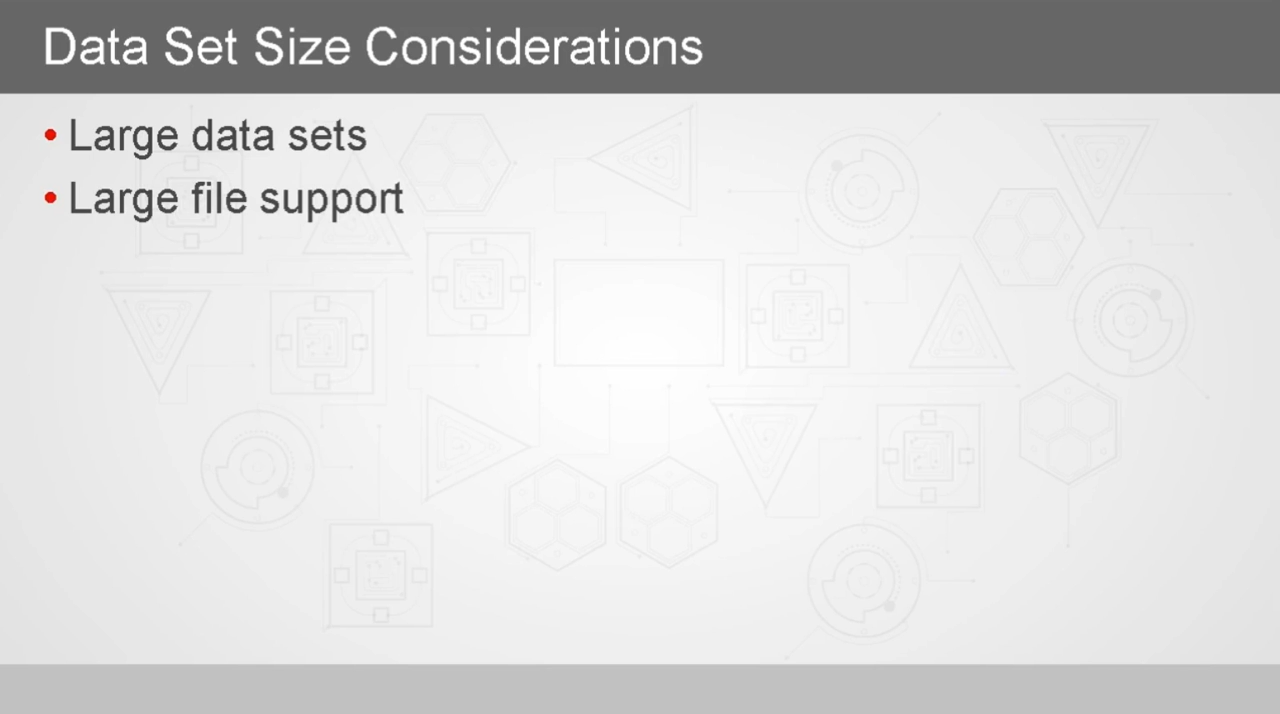 Data Set Size Considerations
• Large data sets
• Large file support